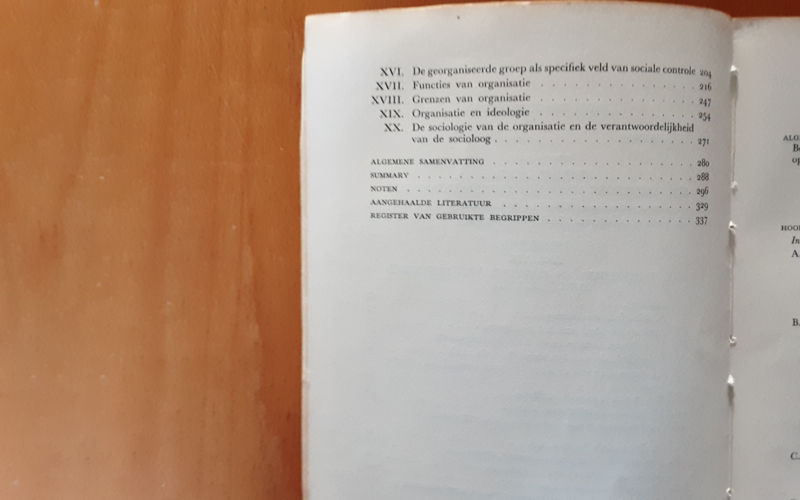 XVI. De georganiseerde groep als specifiek veld van sociale controle 204
XVII. Functies van organisatie . . . . . . . . . . . . . . . 216
XVIII. Grenzen van organisatie . . . . . . . . . . . . . . . 247
XIX. Organisatie en ideologie . . . . . . . . . . . . . . . 254
XX. De sociologie van de organisatie en de verantwoordelijkheid
van de socioloog . . . . . . . . . . . . . . . . . . 271
ALGEMENE SAMENVATTING . . . . . . . . . . . . . . . . . . 280
SUMMARY . . . . . . . . . . . . . . . . . . . . . . . . 288
NOTEN . . . . . . . . . . . . . . . . . . . . . . . . . 296
AANGEHAALDE LITERATUUR . . . . . . . . . . . . . . . . . 329
REGISTER VAN GEBRUIKTE BEGRIPPEN . . . . . . . . . . . . . 337
In
A.
B.
C.